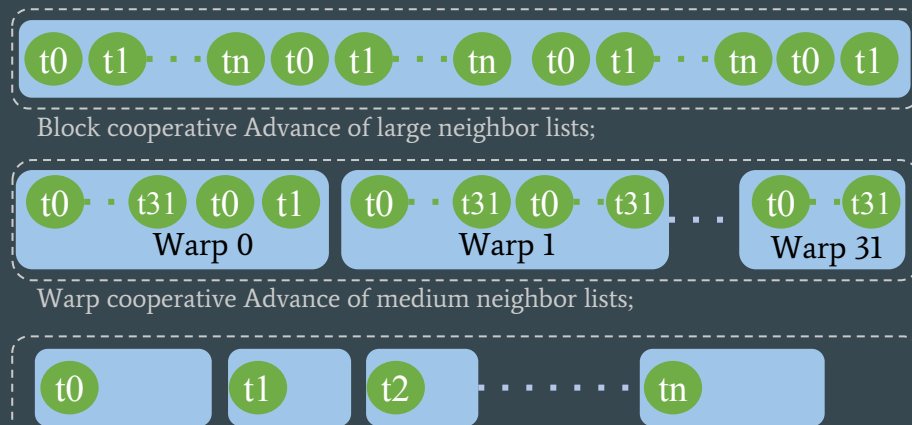 t0 t1 tn t0 t1 tn t0 t1 tn t0 t1
Block cooperative Advance of large neighbor lists;
t0 t31 t0 t1 t0 t31 t0 t31 t0 t31
Warp 0 Warp 1 Warp 31
Warp cooperative Advance of medium neighbor lists;
t0 t1 t2 tn